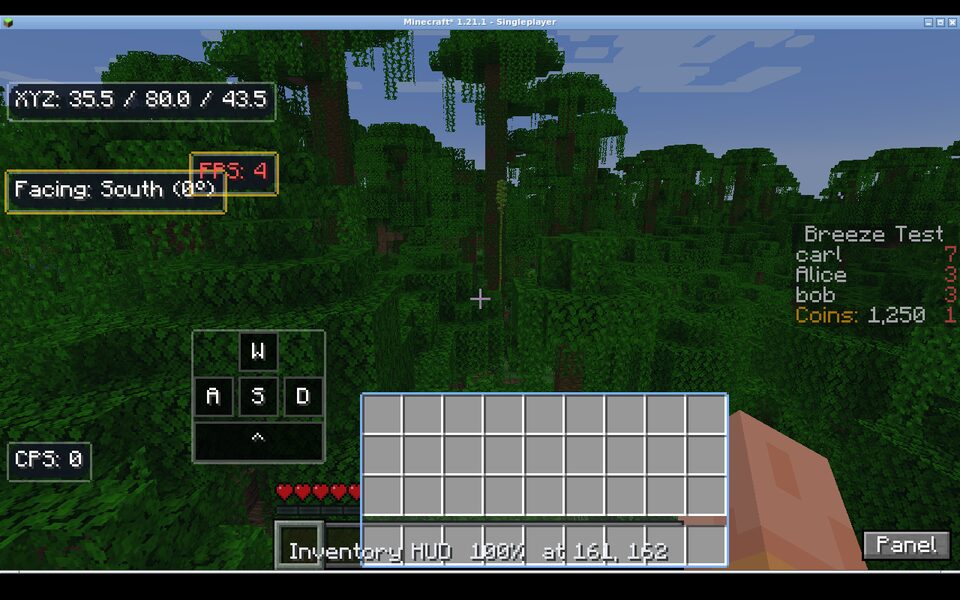 Minecraft* 1.21.1 - Singleplayer
XYZ: 35.5 / 80.0 / 43.5
FPS: 4
Facing: South (0°)
Breeze Test
carl 7
Alice 3
bob 3
Coins: 1,250 1
W
A S D
^
CPS: 0
Inventory HUD 100% at 161, 162
Panel